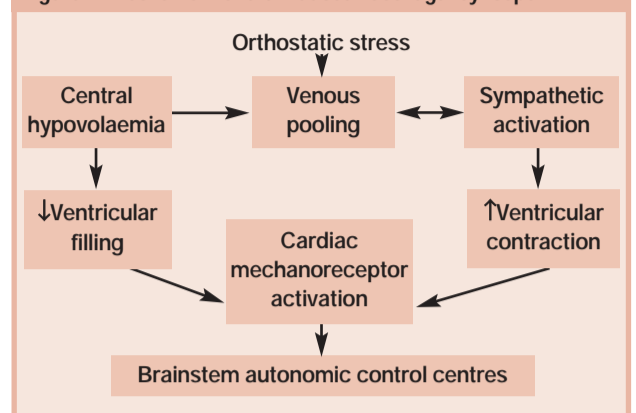 Orthostatic stress
Central
hypovolaemia
Venous
pooling
Sympathetic
activation
↓Ventricular
filling
Cardiac
mechanoreceptor
activation
↑Ventricular
contraction
Brainstem autonomic control centres